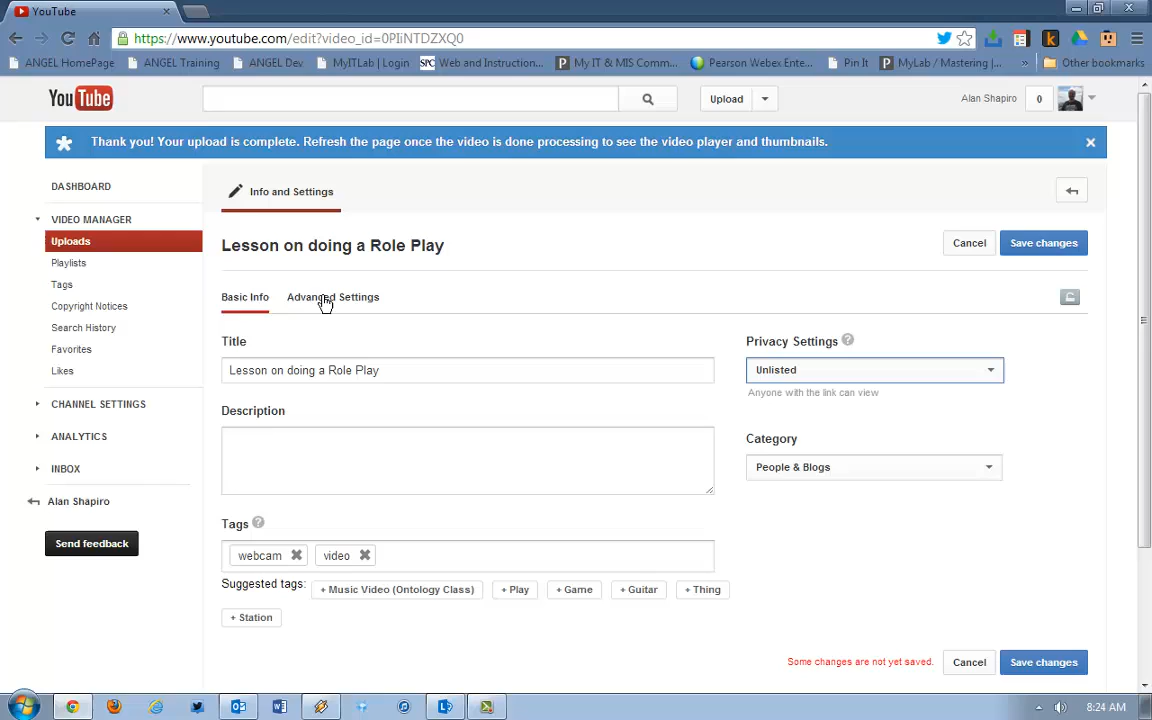 YouTube
https://www.youtube.com/edit?video_id=0PIiNTDZXQ0
ANGEL HomePage
ANGEL Training
ANGEL Dev
MyITLab | Login
SPC Web and Instruction...
My IT & MIS Comm...
Pearson Webex Ente...
Pin It
MyLab / Mastering |...
»
Other bookmarks
YouTube
Upload
Alan Shapiro
0
Thank you! Your upload is complete. Refresh the page once the video is done processing to see the video player and thumbnails.
DASHBOARD
VIDEO MANAGER
Uploads
Playlists
Tags
Copyright Notices
Search History
Favorites
Likes
CHANNEL SETTINGS
ANALYTICS
INBOX
Alan Shapiro
Send feedback
Info and Settings
Lesson on doing a Role Play
Cancel
Save changes
Basic Info
Advanced Settings
Title
Lesson on doing a Role Play
Description
Tags ?
webcam
video
Suggested tags:
+ Music Video (Ontology Class)
+ Play
+ Game
+ Guitar
+ Thing
+ Station
Privacy Settings ?
Unlisted
Anyone with the link can view
Category
People & Blogs
Some changes are not yet saved.
Cancel
Save changes
8:24 AM